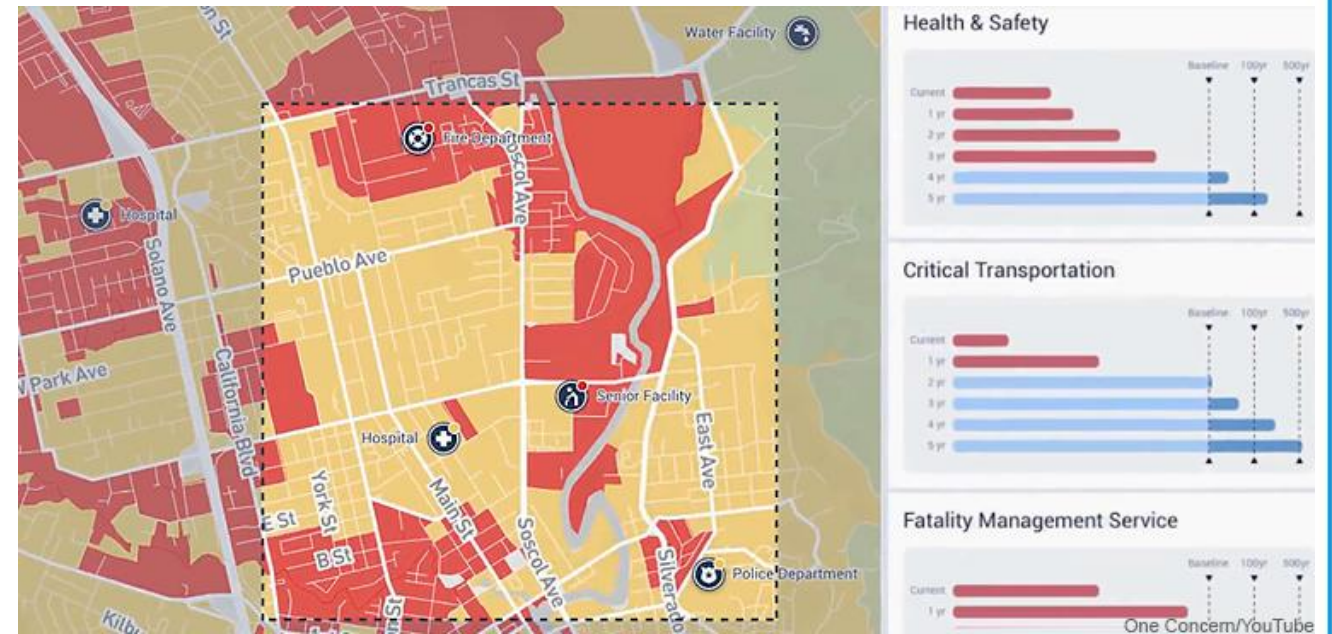 on St
Water Facility
Trancas St
Fire Department
Soscol Ave
Hospital
Solano Ave
Pueblo Ave
California Blvd
Park Ave
Senior Facility
Hospital
East Ave
York St
Main St
Soscol Ave
E St
B St
Silverado
Police Department
St
Kilbu
Health & Safety
Baseline 100yr 500yr
Current
1 yr
2 yr
3 yr
4 yr
5 yr
Critical Transportation
Baseline 100yr 500yr
Current
1 yr
2 yr
3 yr
4 yr
5 yr
Fatality Management Service
Baseline 100yr 500yr
Current
1 yr
One Concern/YouTube